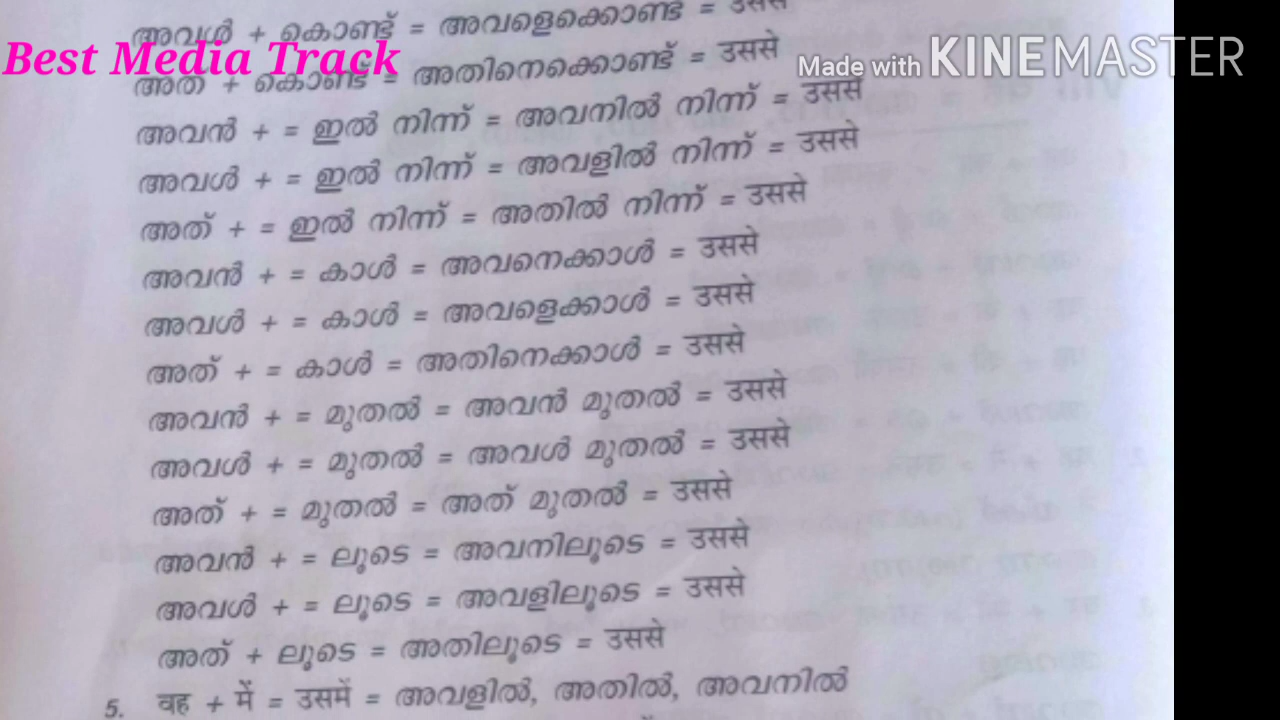 അവൾ + കൊണ്ട് = അവളെക്കൊണ്ട് = उससे
Best Media Track
Made with KINEMASTER
അത് + കൊണ്ട് = അതിനെക്കൊണ്ട് = उससे
അവൻ + = ഇൽ നിന്ന് = അവനിൽ നിന്ന് = उससे
അവൾ + = ഇൽ നിന്ന് = അവളിൽ നിന്ന് = उससे
അത് + = ഇൽ നിന്ന് = അതിൽ നിന്ന് = उससे
അവൻ + = കാൾ = അവനെക്കാൾ = उससे
അവൾ + = കാൾ = അവളെക്കാൾ = उससे
അത് + = കാൾ = അതിനെക്കാൾ = उससे
അവൻ + = മുതൽ = അവൻ മുതൽ = उससे
അവൾ + = മുതൽ = അവൾ മുതൽ = उससे
അത് + = മുതൽ = അത് മുതൽ = उससे
അവൻ + = ലൂടെ = അവനിലൂടെ = उससे
അവൾ + = ലൂടെ = അവളിലൂടെ = उससे
അത് + ലൂടെ = അതിലൂടെ = उससे
5. वह + में = उसमें = അവളിൽ, അതിൽ, അവനിൽ